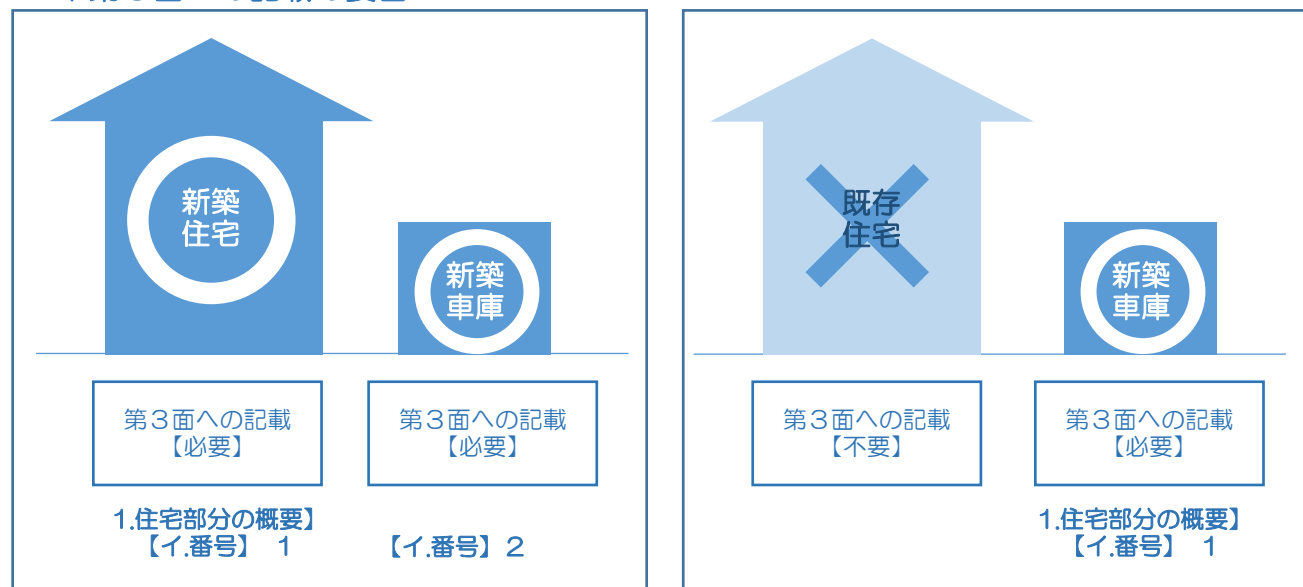 新築
住宅
新築
車庫
第３面への記載
【必要】
第３面への記載
【必要】
1.住宅部分の概要】
【イ.番号】 1
【イ.番号】２
既存
住宅
新築
車庫
第３面への記載
【不要】
第３面への記載
【必要】
1.住宅部分の概要】
【イ.番号】 1